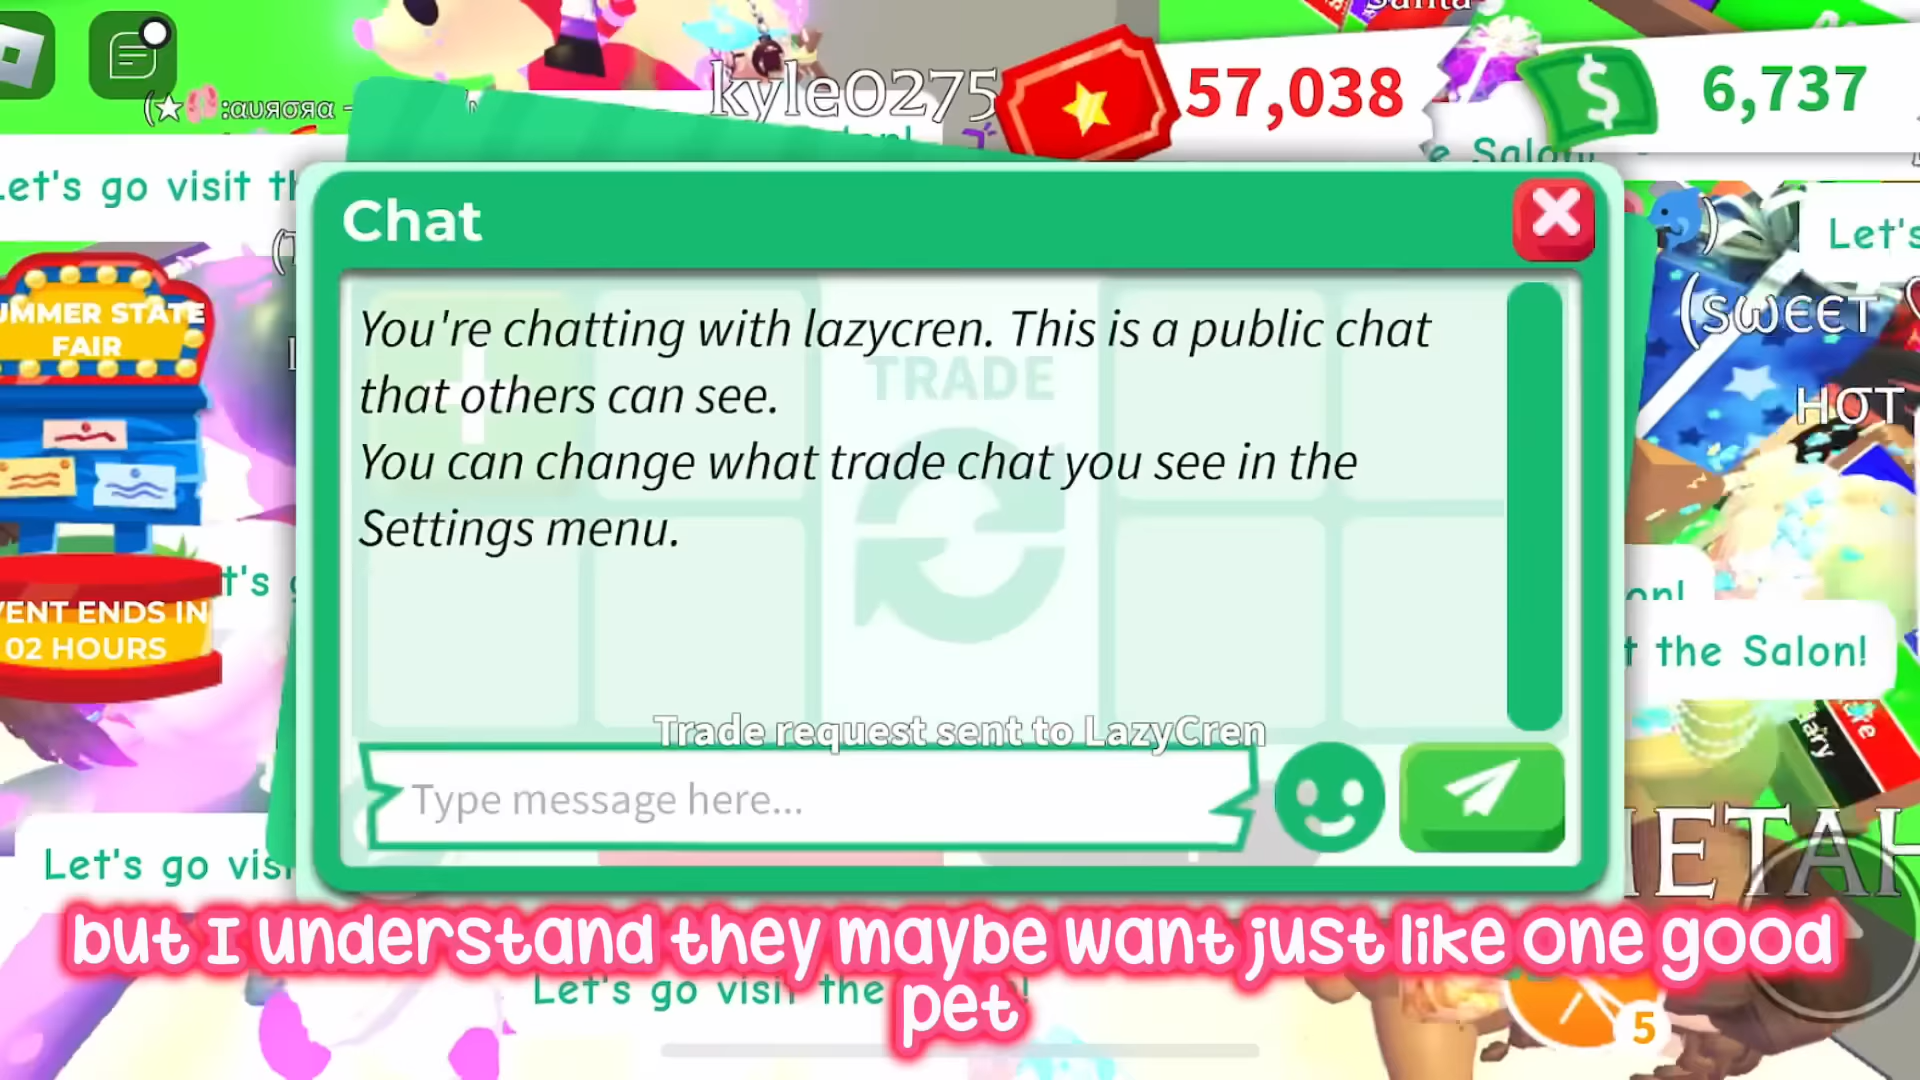 Santa
kyle0275
57,038
6,737
Let's go visit
Chat
Let's
You're chatting with lazycren. This is a public chat
that others can see.
You can change what trade chat you see in the
Settings menu.
TRADE
SUMMER STATE
FAIR
(SWEET
HOT
EVENT ENDS IN
02 HOURS
t the Salon!
Trade request sent to LazyCren
Type message here...
Let's go visi
but I understand they maybe want just like one good
pet
Let's go visit the
5